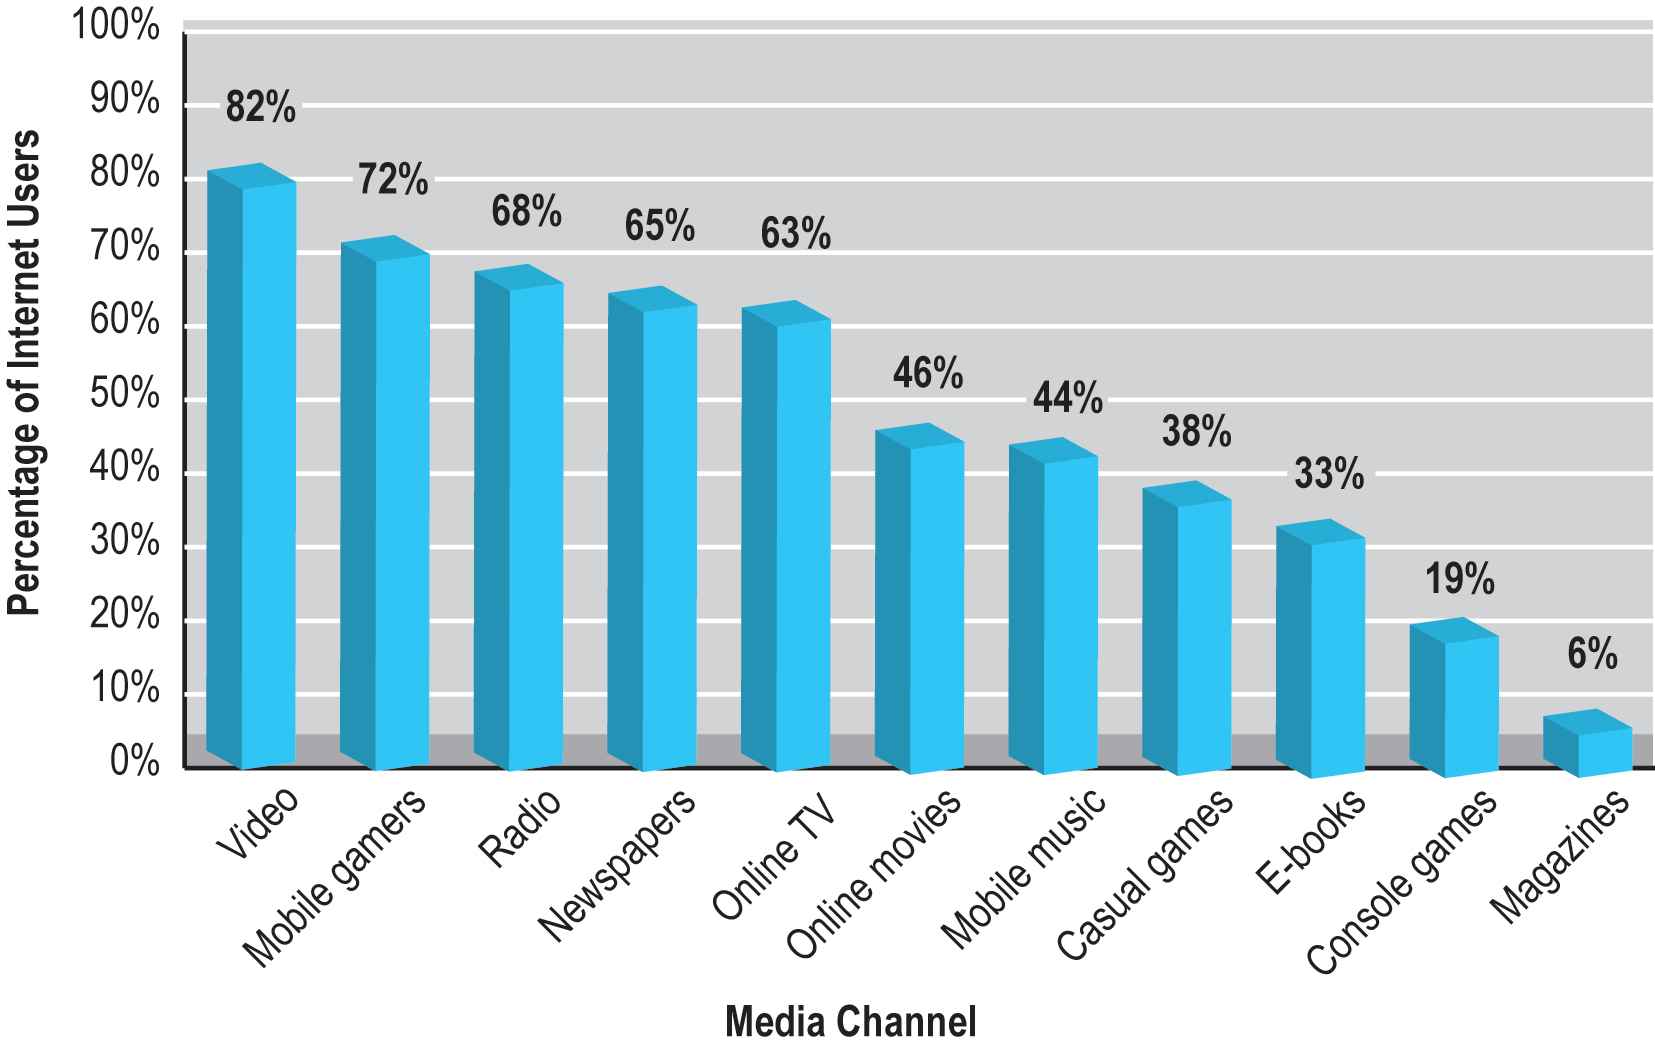 100%
90%
80%
70%
60%
50%
40%
30%
20%
10%
0%
Percentage of Internet Users
82%
72%
68%
65%
63%
46%
44%
38%
33%
19%
6%
Video
Mobile gamers
Radio
Newspapers
Online TV
Online movies
Mobile music
Casual games
E-books
Console games
Magazines
Media Channel